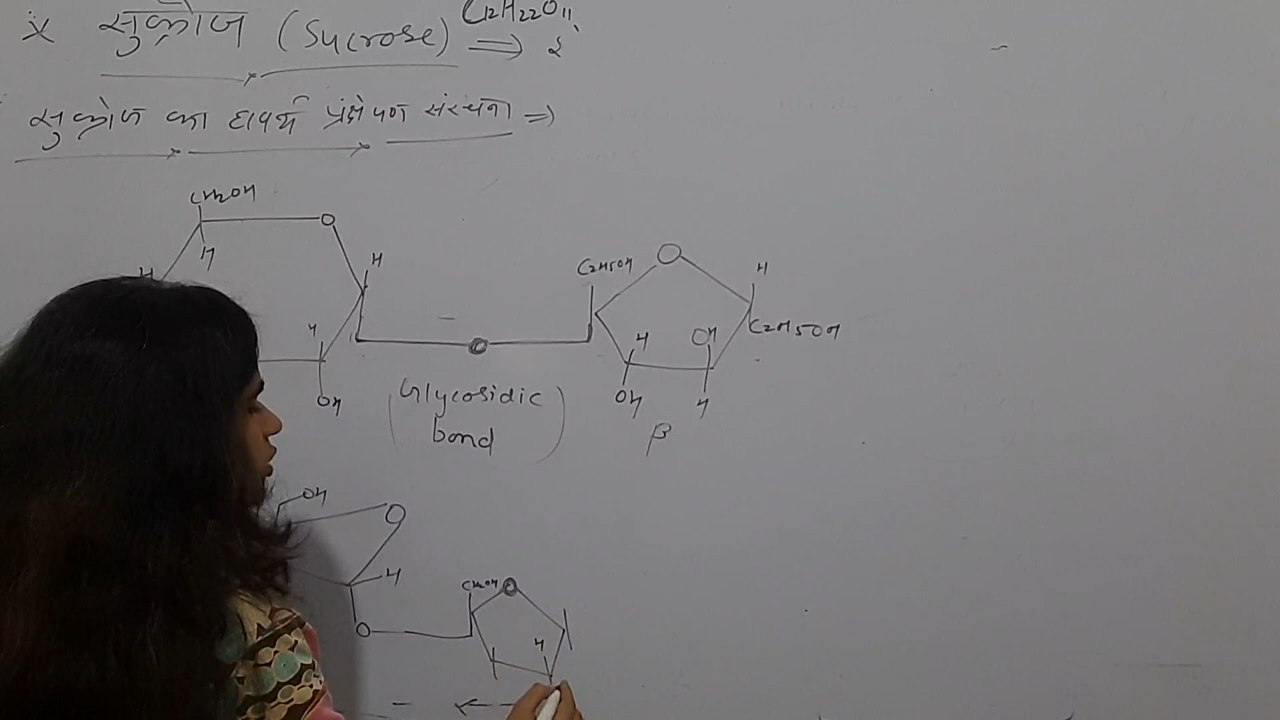 सुक्रोज (Sucrose) ⇒ C12H22O11
सुक्रोज का हावर्थ प्रक्षेपण संरचना ⇒
CH2OH
O
H
H
H
H
OH
O
(Glycosidic bond)
C2H5OH
O
H
C2H5OH
H
OH
OH
H
β
OH
O
H
O
CH2OH
O
H